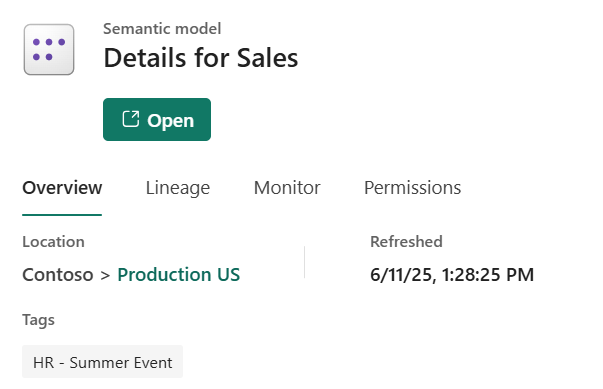 Semantic model
Details for Sales
Open
Overview Lineage Monitor Permissions
Location Refreshed
Contoso > Production US 6/11/25, 1:28:25 PM
Tags
HR - Summer Event